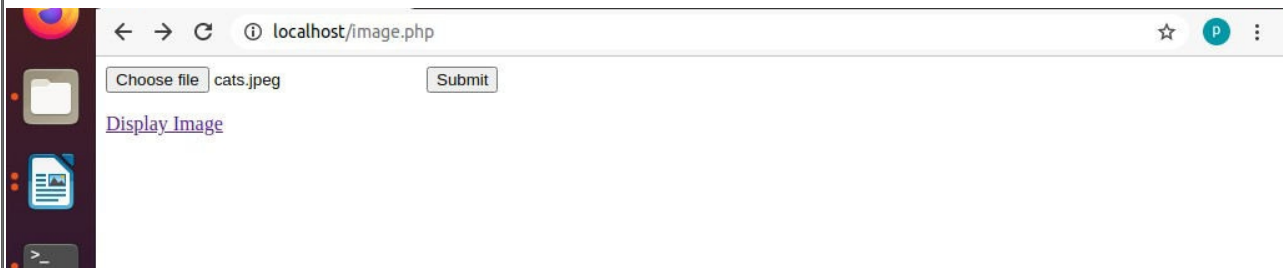 localhost/image.php
P
Choose file cats.jpeg Submit
Display Image
>_